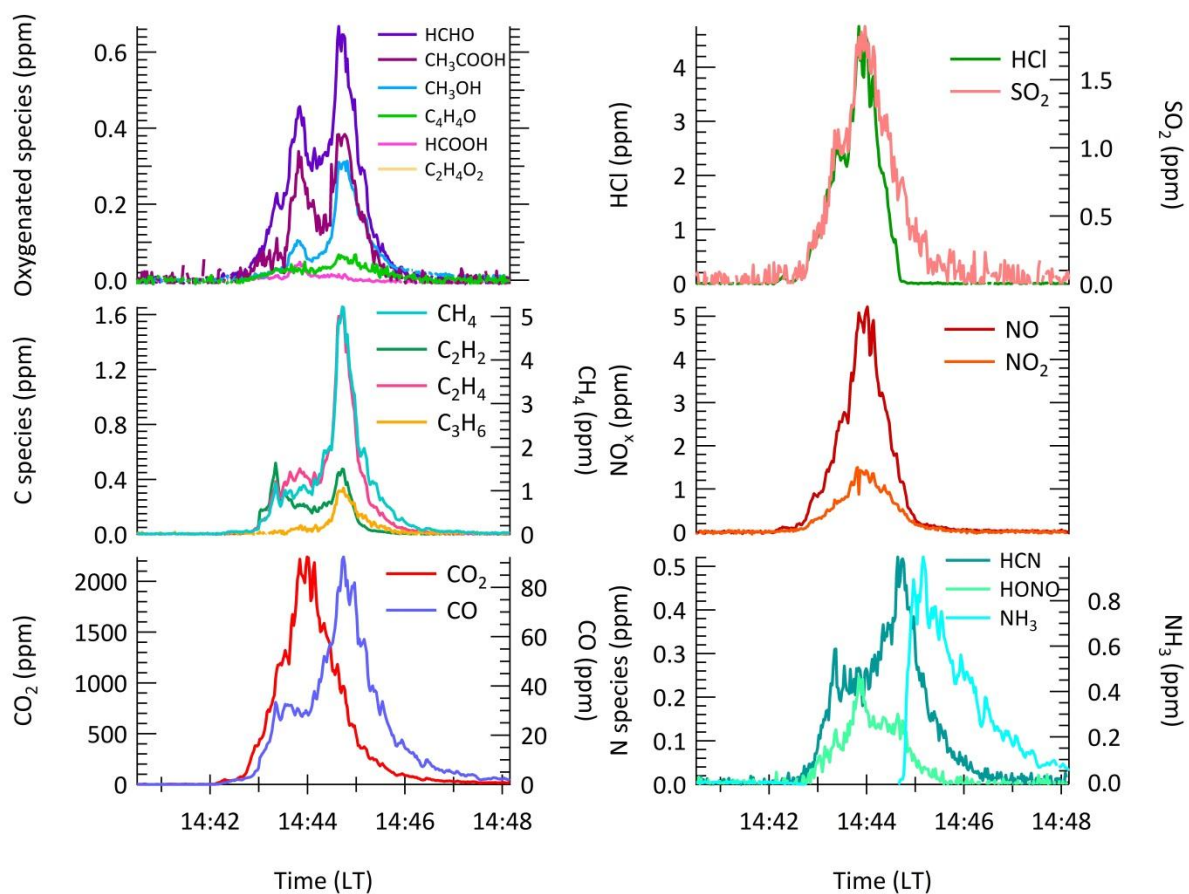 Oxygenated species (ppm)
0.6
0.4
0.2
0.0
HCHO
CH₃COOH
CH₃OH
C₄H₄O
HCOOH
C₂H₄O₂
HCl (ppm)
4
3
2
1
0
HCl
SO₂
1.5
1.0
0.5
0.0
SO₂ (ppm)
C species (ppm)
1.6
1.2
0.8
0.4
0.0
CH₄
C₂H₂
C₂H₄
C₃H₆
5
4
3
2
1
0
CH₄ (ppm)
NOₓ (ppm)
5
4
3
2
1
0
NO
NO₂
CO₂ (ppm)
2000
1500
1000
500
0
CO₂
CO
80
60
40
20
0
CO (ppm)
14:42 14:44 14:46 14:48
Time (LT)
N species (ppm)
0.5
0.4
0.3
0.2
0.1
0.0
HCN
HONO
NH₃
0.8
0.6
0.4
0.2
0.0
NH₃ (ppm)
14:42 14:44 14:46 14:48
Time (LT)